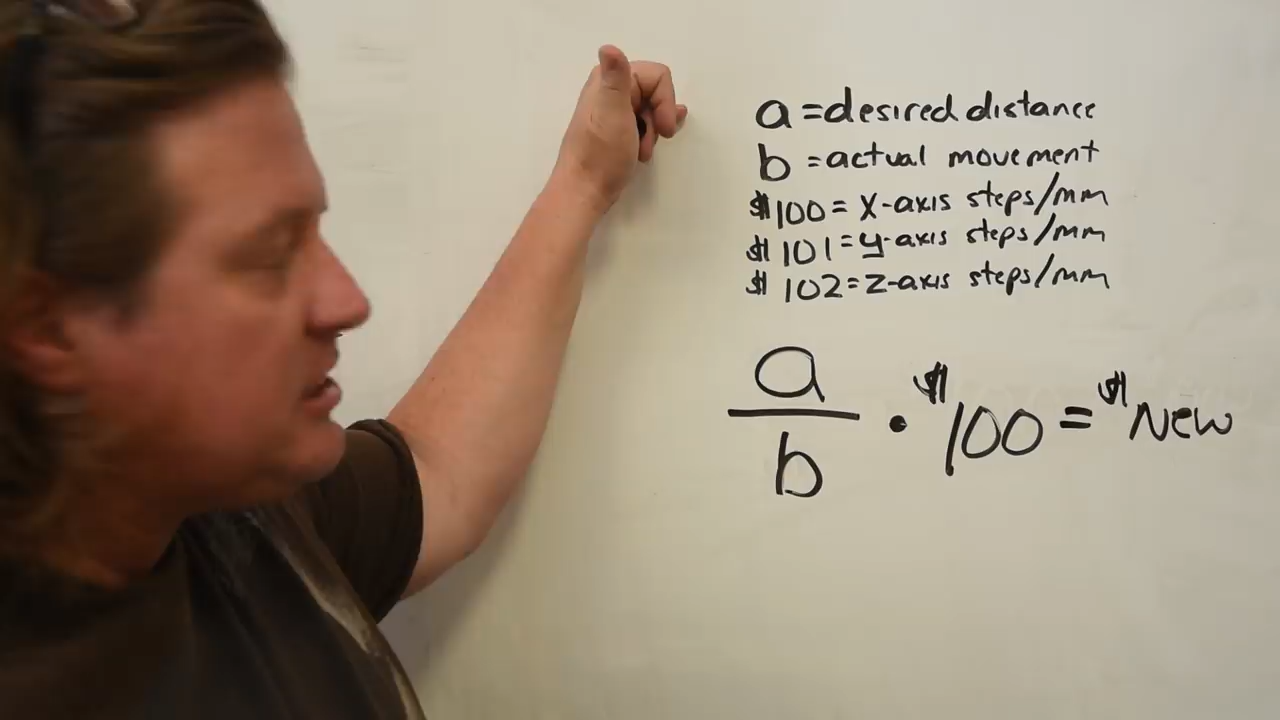 a = desired distance
b = actual movement
$100 = X-axis steps/mm
$101 = y-axis steps/mm
$102 = z-axis steps/mm
a
b
• $100 = $New